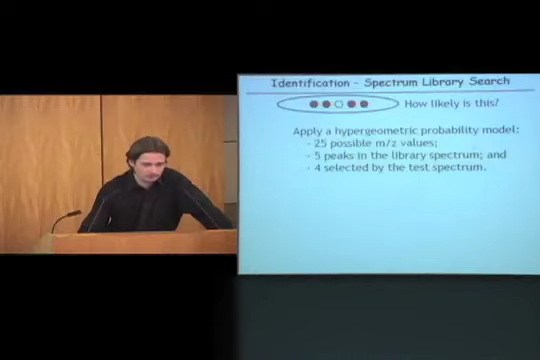 Identification - Spectrum Library Search
How likely is this?
Apply a hypergeometric probability model:
- 25 possible m/z values;
- 5 peaks in the library spectrum; and
- 4 selected by the test spectrum.